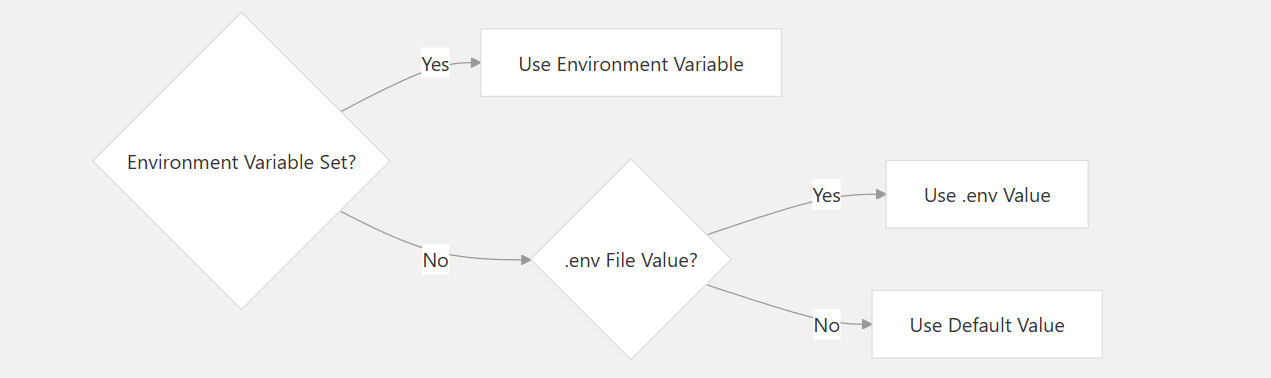 Environment Variable Set?
Yes
Use Environment Variable
No
.env File Value?
Yes
Use .env Value
No
Use Default Value